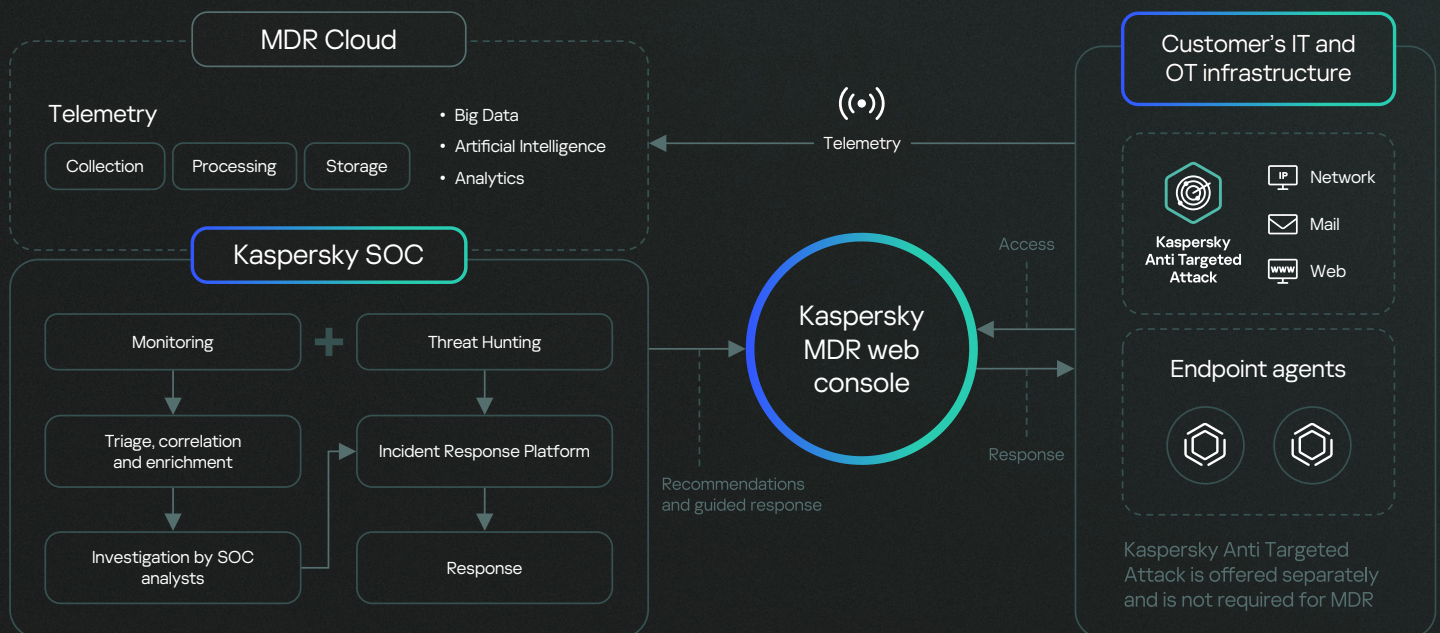 MDR Cloud
Telemetry
Collection
Processing
Storage
• Big Data
• Artificial Intelligence
• Analytics
Kaspersky SOC
Monitoring
Threat Hunting
Triage, correlation
and enrichment
Incident Response Platform
Investigation by SOC
analysts
Response
Telemetry
Kaspersky
MDR web
console
Recommendations
and guided response
Access
Response
Customer’s IT and
OT infrastructure
Kaspersky
Anti Targeted
Attack
IP
Network
Mail
WWW
Web
Endpoint agents
Kaspersky Anti Targeted
Attack is offered separately
and is not required for MDR